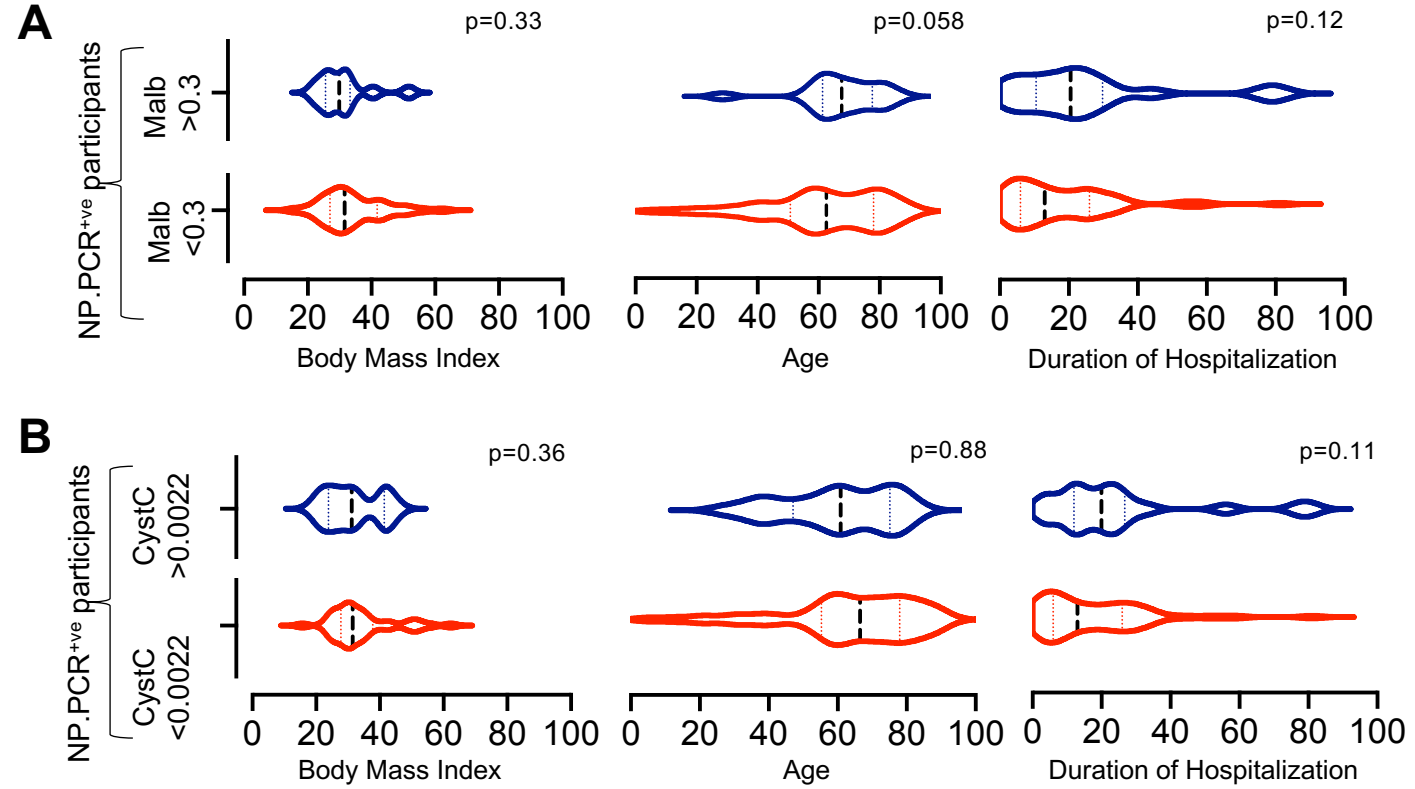 A
p=0.33
p=0.058
p=0.12
NP.PCR⁺ᵛᵉ participants
Malb
>0.3
Malb
<0.3
0 20 40 60 80 100
0 20 40 60 80 100
0 20 40 60 80 100
Body Mass Index
Age
Duration of Hospitalization
B
p=0.36
p=0.88
p=0.11
NP.PCR⁺ᵛᵉ participants
CystC
>0.0022
CystC
<0.0022
0 20 40 60 80 100
0 20 40 60 80 100
0 20 40 60 80 100
Body Mass Index
Age
Duration of Hospitalization